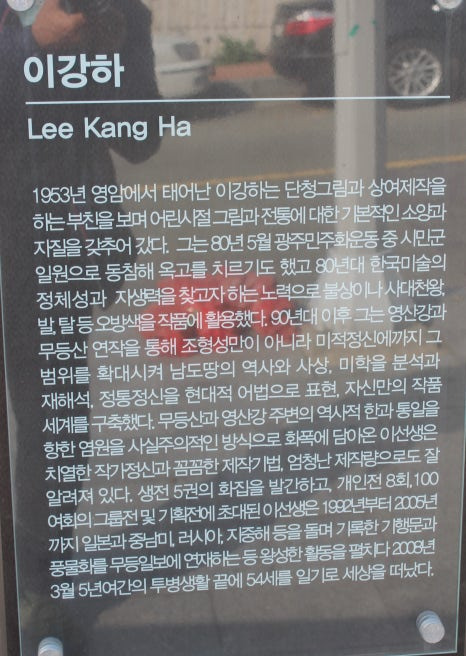 이강하
Lee Kang Ha
1953년 영암에서 태어난 이강하는 단청그림과 상여제작을
하는 부친을 보며 어린시절 그림과 전통에 대한 기본적인 소양과
자질을 갖추어 갔다. 그는 80년 5월 광주민주화운동 중 시민군
일원으로 동참해 옥고를 치르기도 했고 80년대 한국미술의
정체성과 자생력을 찾고자 하는 노력으로 불상이나 사대천왕,
발, 탈 등 오방색을 작품에 활용했다. 90년대 이후 그는 영산강과
무등산 연작을 통해 조형성만이 아니라 미적정신에까지 그
범위를 확대시켜 남도땅의 역사와 사상, 미학을 분석과
재해석, 정통정신을 현대적 어법으로 표현, 자신만의 작품
세계를 구축했다. 무등산과 영산강 주변의 역사적 한과 통일을
향한 염원을 사실주의적인 방식으로 화폭에 담아온 이선생은
치열한 작가정신과 꼼꼼한 제작기법, 엄청난 제작량으로도 잘
알려져 있다. 생전 5권의 화집을 발간하고, 개인전 8회, 100
여회의 그룹전 및 기획전에 초대된 이선생은 1992년부터 2005년
까지 일본과 중남미, 러시아, 지중해 등을 돌며 기록한 기행문과
풍물화를 무등일보에 연재하는 등 왕성한 활동을 펼치다 2008년
3월 5년여간의 투병생활 끝에 54세를 일기로 세상을 떠났다.